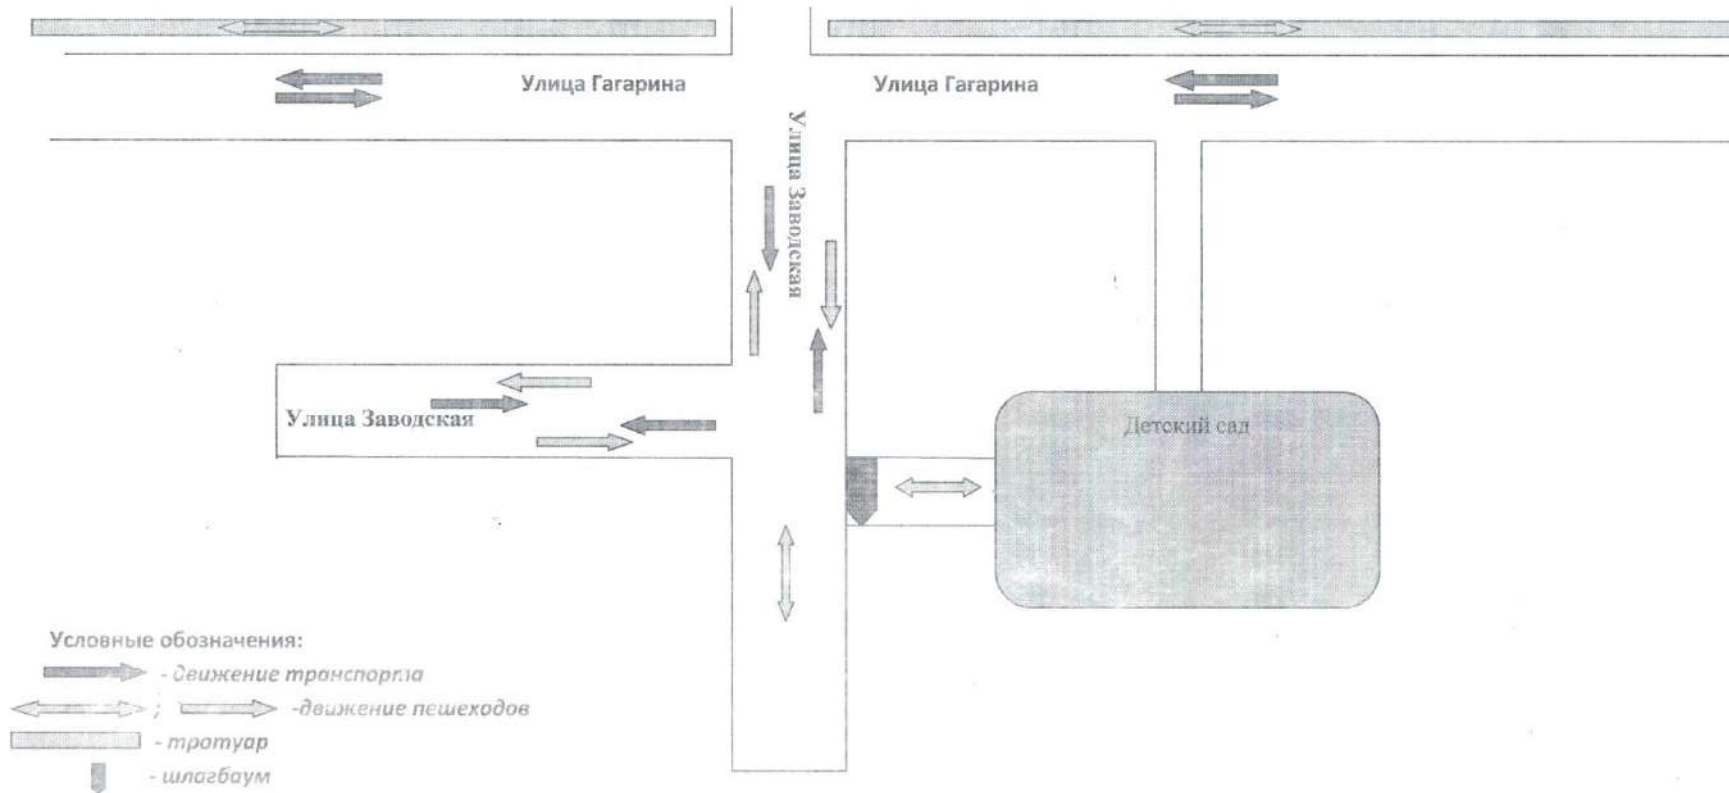 Улица Гагарина
Улица Гагарина
Улица Заводская
Улица Заводская
Детский сад
Условные обозначения:
- движение транспорта
; -движение пешеходов
- тротуар
- шлагбаум